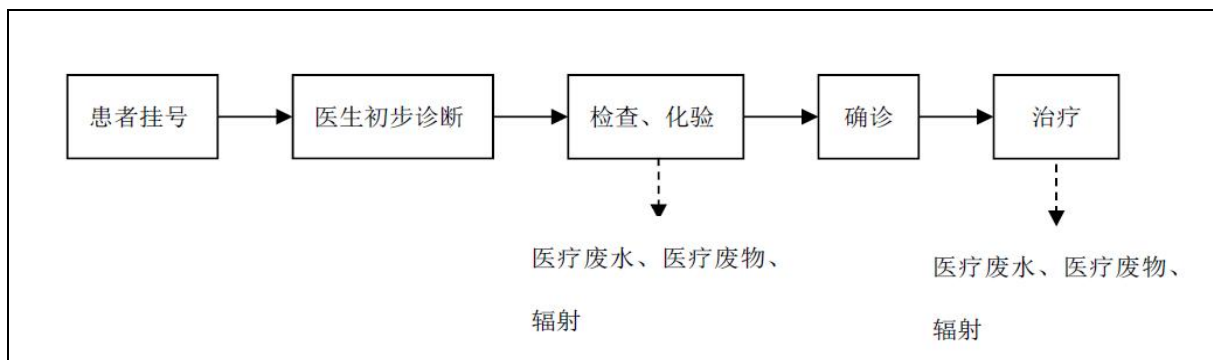 患者挂号
医生初步诊断
检查、化验
确诊
治疗
医疗废水、医疗废物、
辐射
医疗废水、医疗废物、
辐射